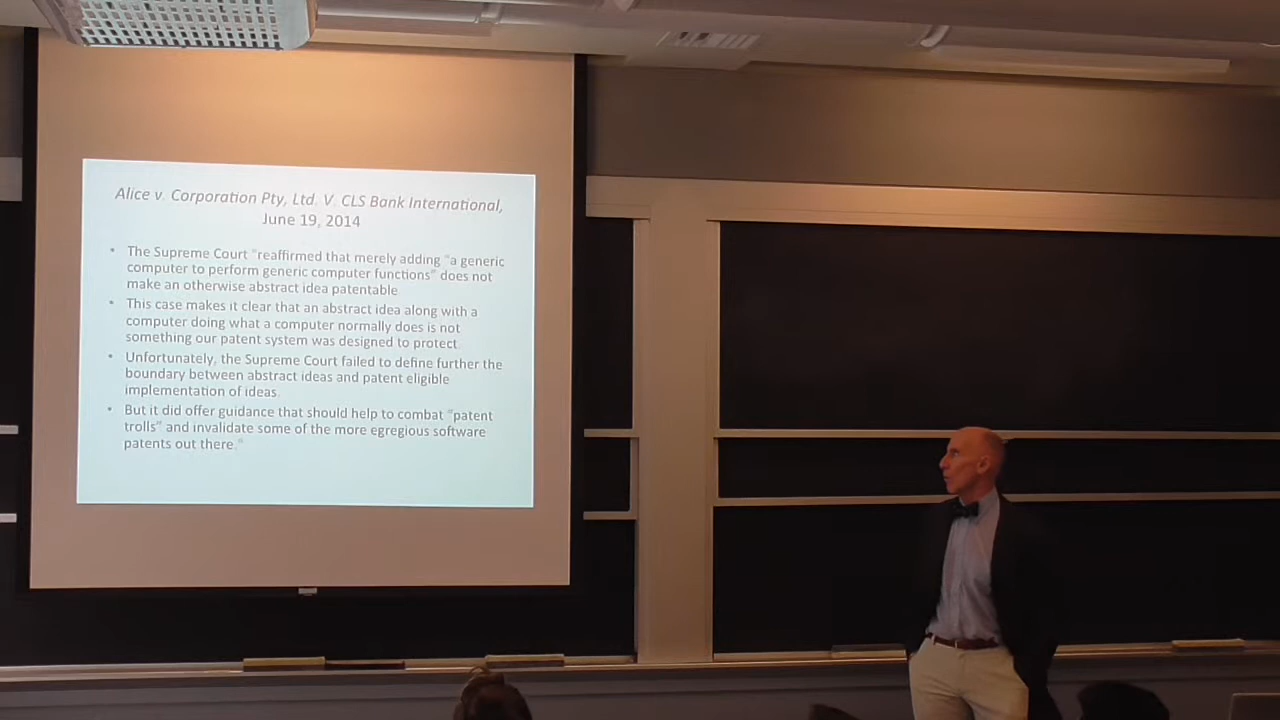 Alice v. Corporation Pty, Ltd. V. CLS Bank International,
June 19, 2014
• The Supreme Court "reaffirmed that merely adding "a generic
computer to perform generic computer functions" does not
make an otherwise abstract idea patentable.
• This case makes it clear that an abstract idea along with a
computer doing what a computer normally does is not
something our patent system was designed to protect.
• Unfortunately, the Supreme Court failed to define further the
boundary between abstract ideas and patent eligible
implementation of ideas.
• But it did offer guidance that should help to combat "patent
trolls" and invalidate some of the more egregious software
patents out there."